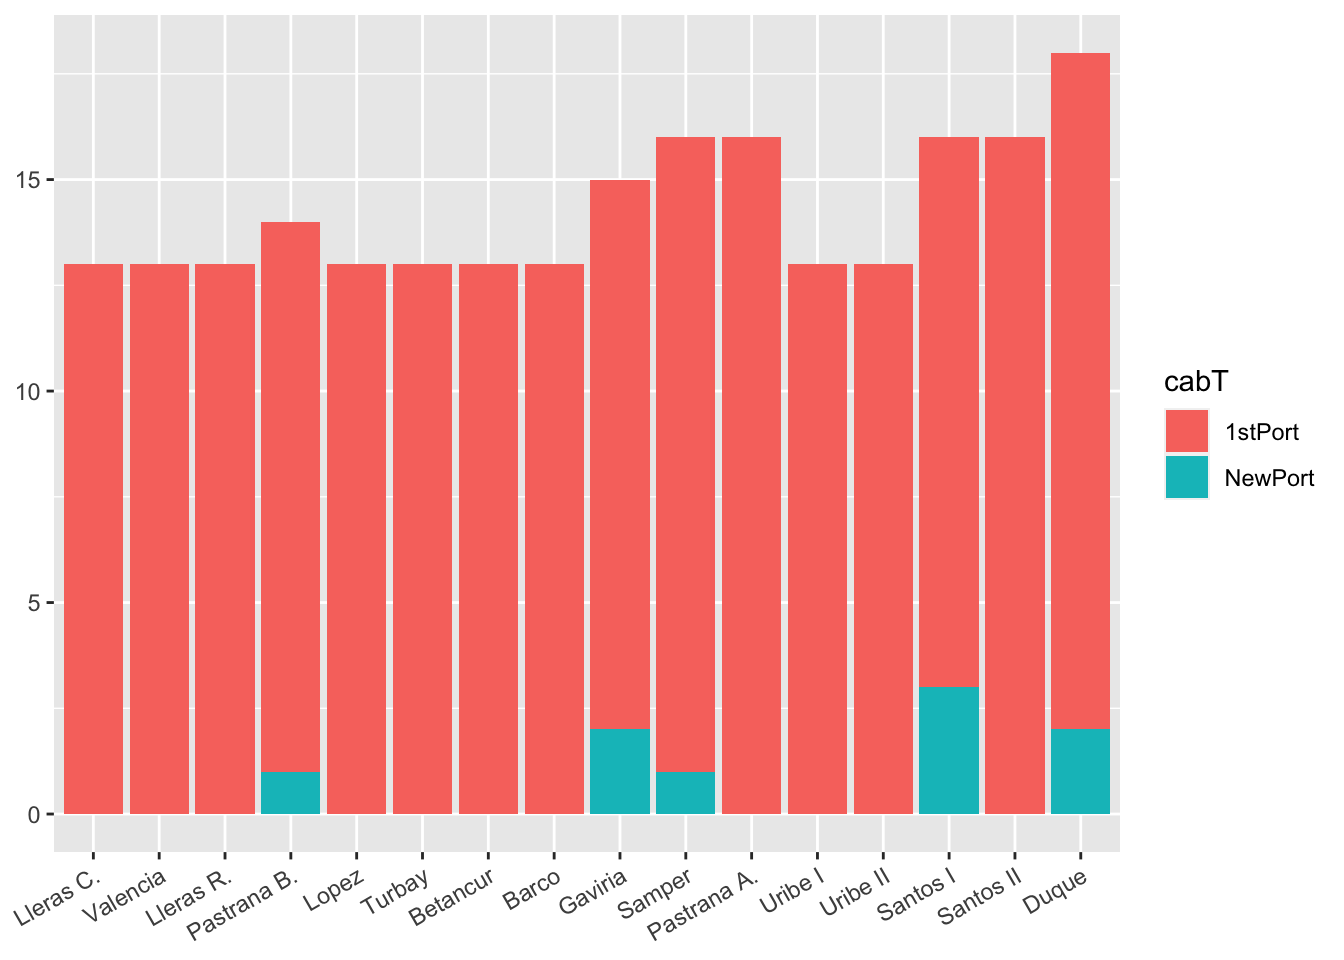 15
10
5
0
Lleras C.
Valencia
Lleras R.
Pastrana B.
Lopez
Turbay
Betancur
Barco
Gaviria
Samper
Pastrana A.
Uribe I
Uribe II
Santos I
Santos II
Duque
cabT
1stPort
NewPort